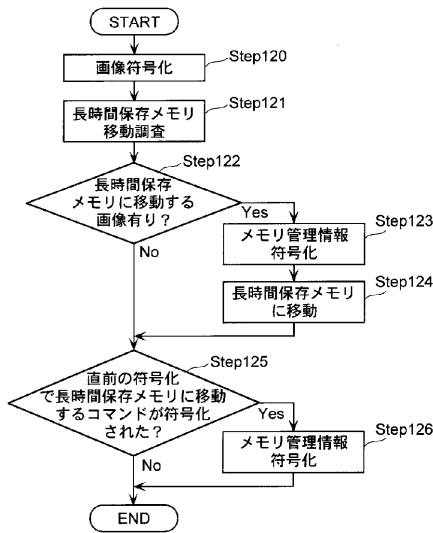 START
画像符号化
Step120
長時間保存メモリ
移動調査
Step121
長時間保存
メモリに移動する
画像有り？
Step122
Yes
No
メモリ管理情報
符号化
Step123
長時間保存メモリ
に移動
Step124
直前の符号化
で長時間保存メモリに移動
するコマンドが符号化
された？
Step125
Yes
No
メモリ管理情報
符号化
Step126
END